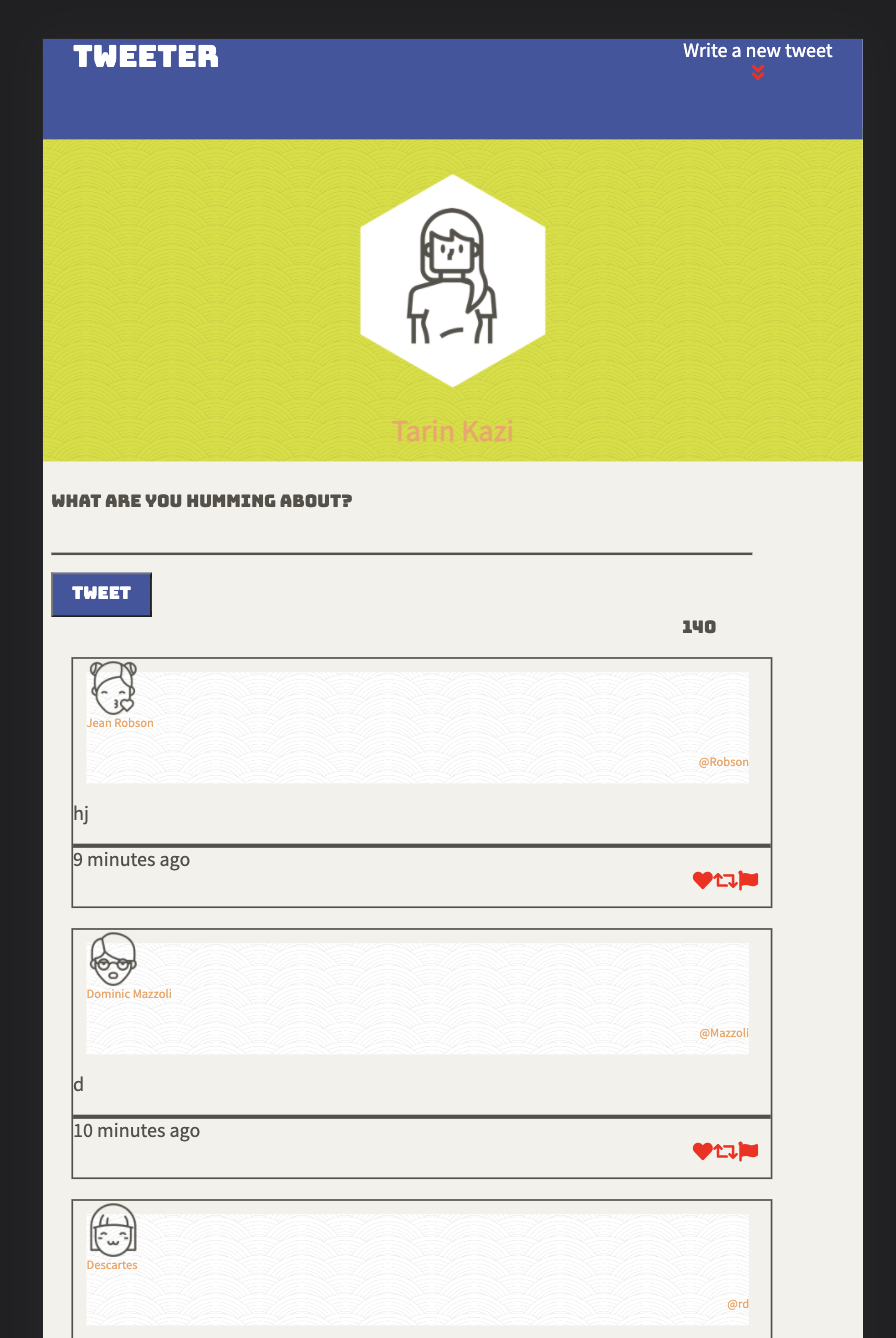 TWEETER
Write a new tweet
Tarin Kazi
WHAT ARE YOU HUMMING ABOUT?
TWEET
140
Jean Robson
@Robson
hj
9 minutes ago
Dominic Mazzoli
@Mazzoli
d
10 minutes ago
Descartes
@rd